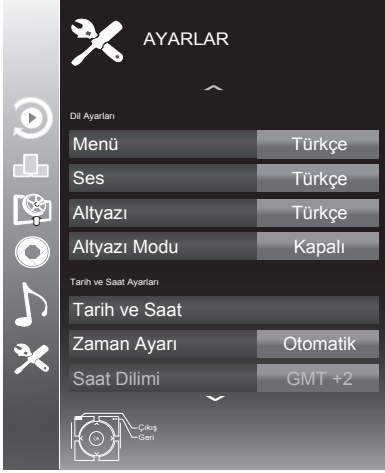 AYARLAR
Dil Ayarları
Menü Türkçe
Ses Türkçe
Altyazı Türkçe
Altyazı Modu Kapalı
Tarih ve Saat Ayarları
Tarih ve Saat
Zaman Ayarı Otomatik
Saat Dilimi GMT +2
Çıkış
Geri
OK